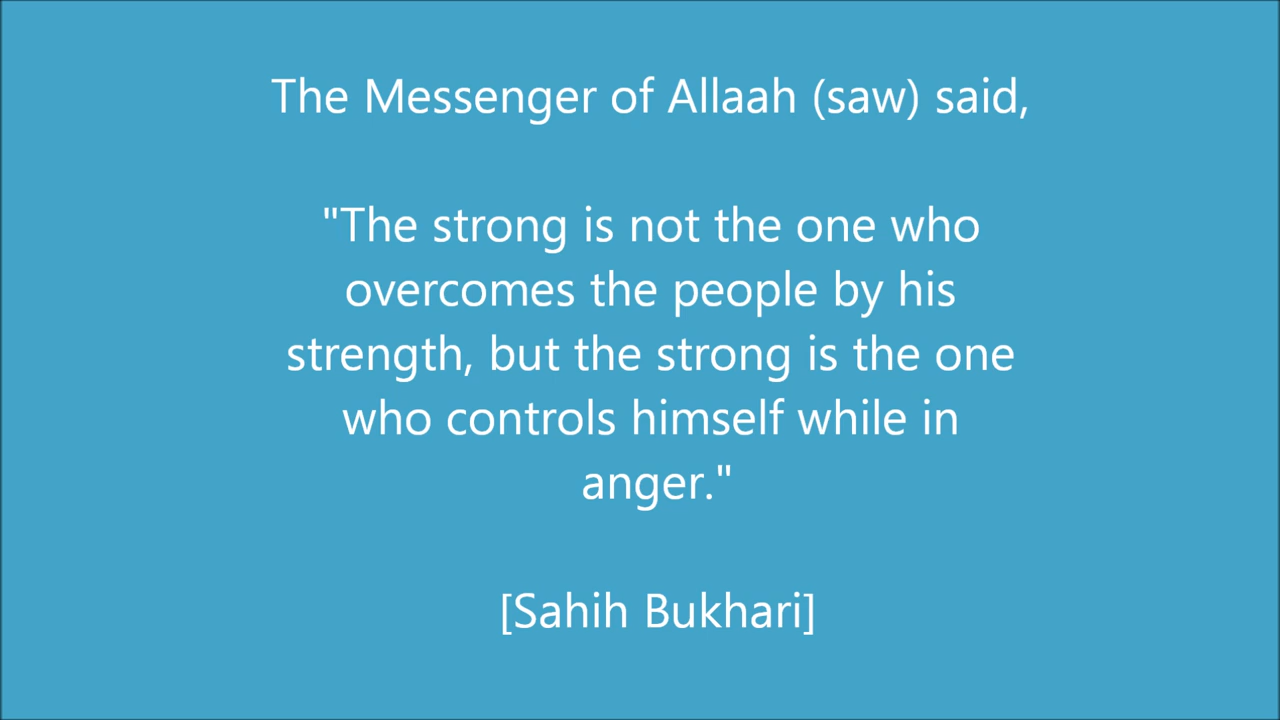 The Messenger of Allaah (saw) said,
"The strong is not the one who
overcomes the people by his
strength, but the strong is the one
who controls himself while in
anger."
[Sahih Bukhari]